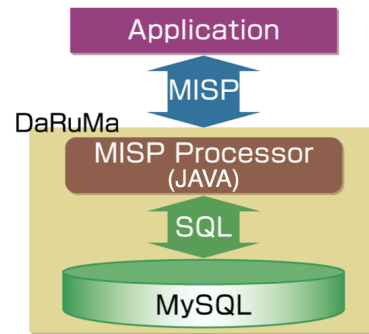 Application
MISP
DaRuMa
MISP Processor
(JAVA)
SQL
MySQL